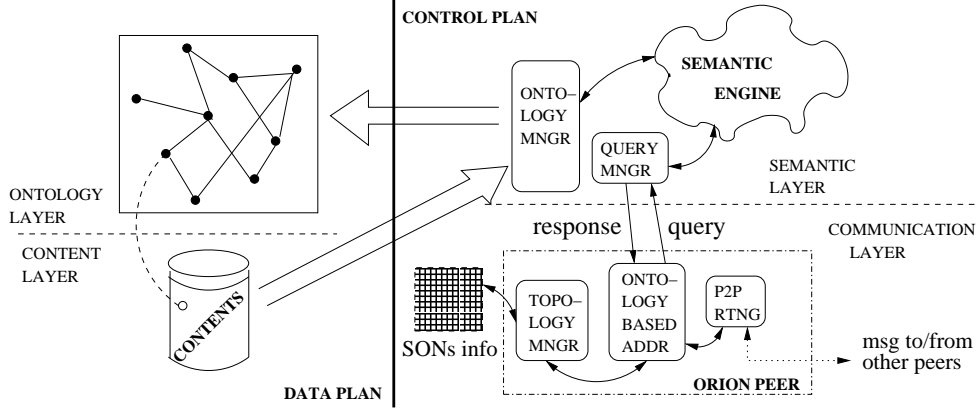 CONTROL PLAN
SEMANTIC
ENGINE
ONTO–
LOGY
MNGR
QUERY
MNGR
SEMANTIC
LAYER
ONTOLOGY
LAYER
CONTENT
LAYER
response
query
COMMUNICATION
LAYER
CONTENTS
SONs info
TOPO–
LOGY
MNGR
ONTO–
LOGY
BASED
ADDR
P2P
RTNG
msg to/from
other peers
DATA PLAN
ORION PEER